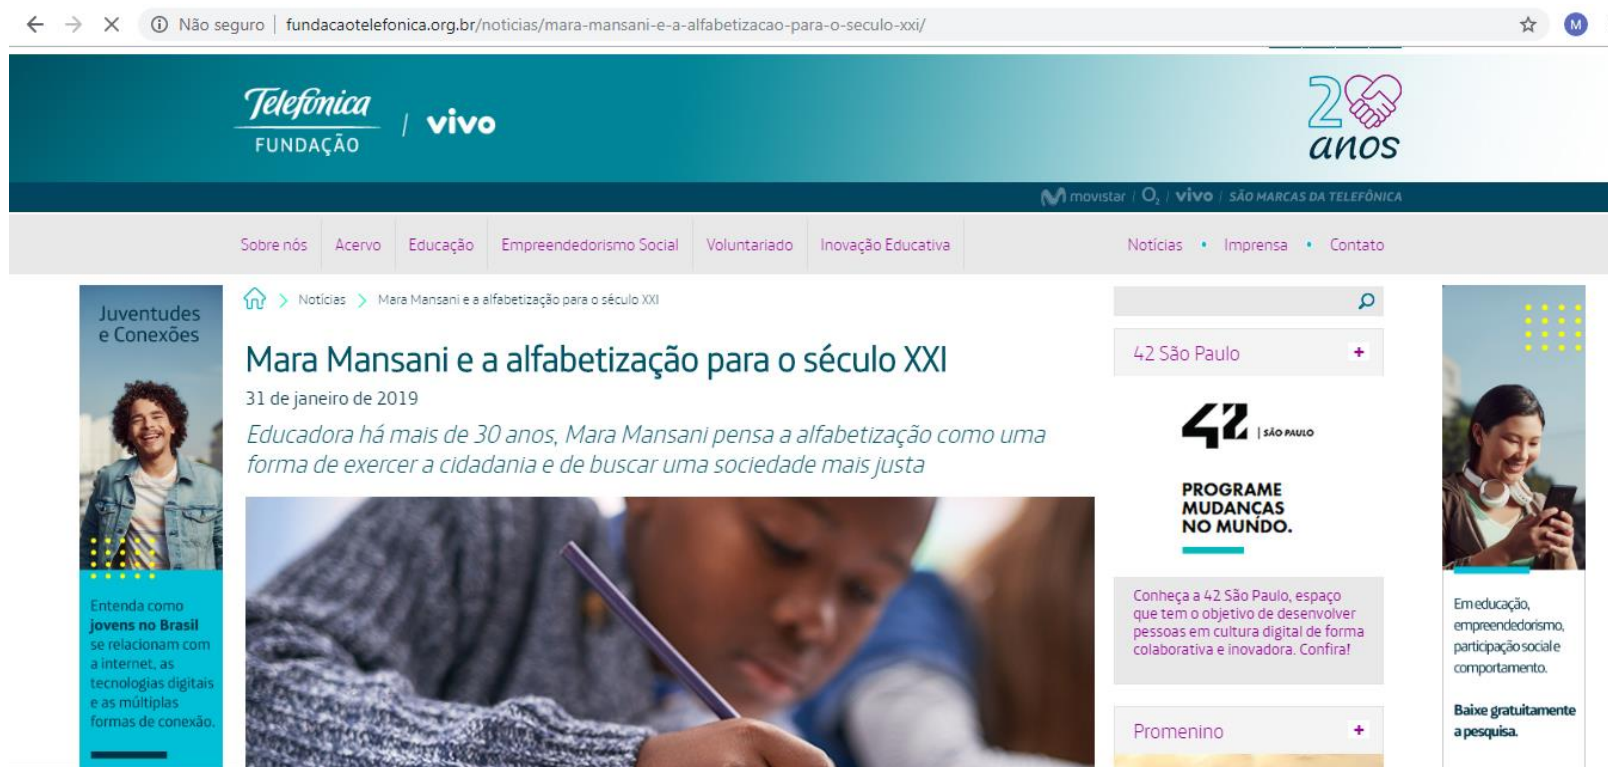 Não seguro | fundacaotelefonica.org.br/noticias/mara-mansani-e-a-alfabetizacao-para-o-seculo-xxi/
M
Telefónica
FUNDAÇÃO
vivo
20
anos
movistar | O₂ | vivo | SÃO MARCAS DA TELEFÔNICA
Sobre nós
Acervo
Educação
Empreendedorismo Social
Voluntariado
Inovação Educativa
Notícias • Imprensa • Contato
Juventudes
e Conexões
Entenda como
jovens no Brasil
se relacionam com
a internet, as
tecnologias digitais
e as múltiplas
formas de conexão.
Notícias > Mara Mansani e a alfabetização para o século XXI
Mara Mansani e a alfabetização para o século XXI
31 de janeiro de 2019
Educadora há mais de 30 anos, Mara Mansani pensa a alfabetização como uma
forma de exercer a cidadania e de buscar uma sociedade mais justa
42 São Paulo +
42 | SÃO PAULO
PROGRAME
MUDANÇAS
NO MUNDO.
Conheça a 42 São Paulo, espaço
que tem o objetivo de desenvolver
pessoas em cultura digital de forma
colaborativa e inovadora. Confira!
Promenino +
Em educação,
empreendedorismo,
participação social e
comportamento.
Baixe gratuitamente
a pesquisa.